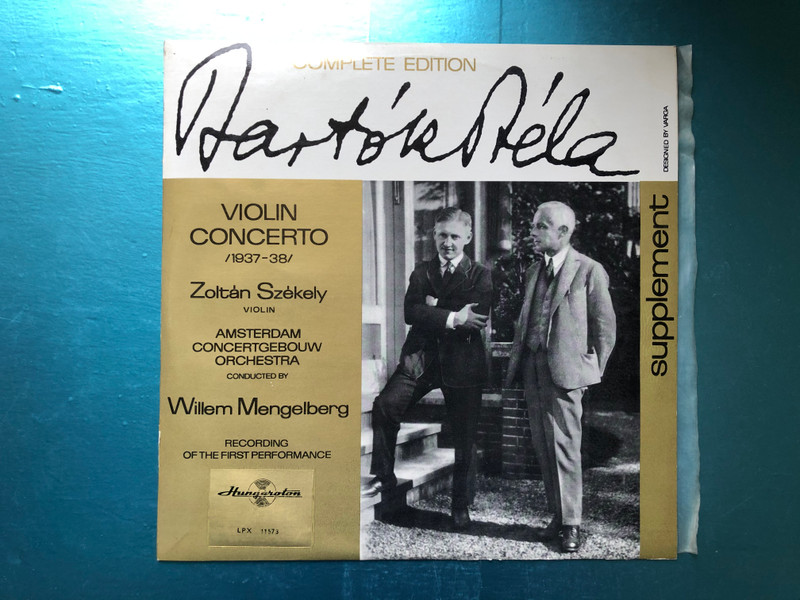 COMPLETE EDITION
Bartók Béla
DESIGNED BY VARGA
VIOLIN
CONCERTO
/1937-38/
Zoltán Székely
VIOLIN
AMSTERDAM
CONCERTGEBOUW
ORCHESTRA
CONDUCTED BY
Willem Mengelberg
RECORDING
OF THE FIRST PERFORMANCE
Hungaroton
LPX 11573
supplement